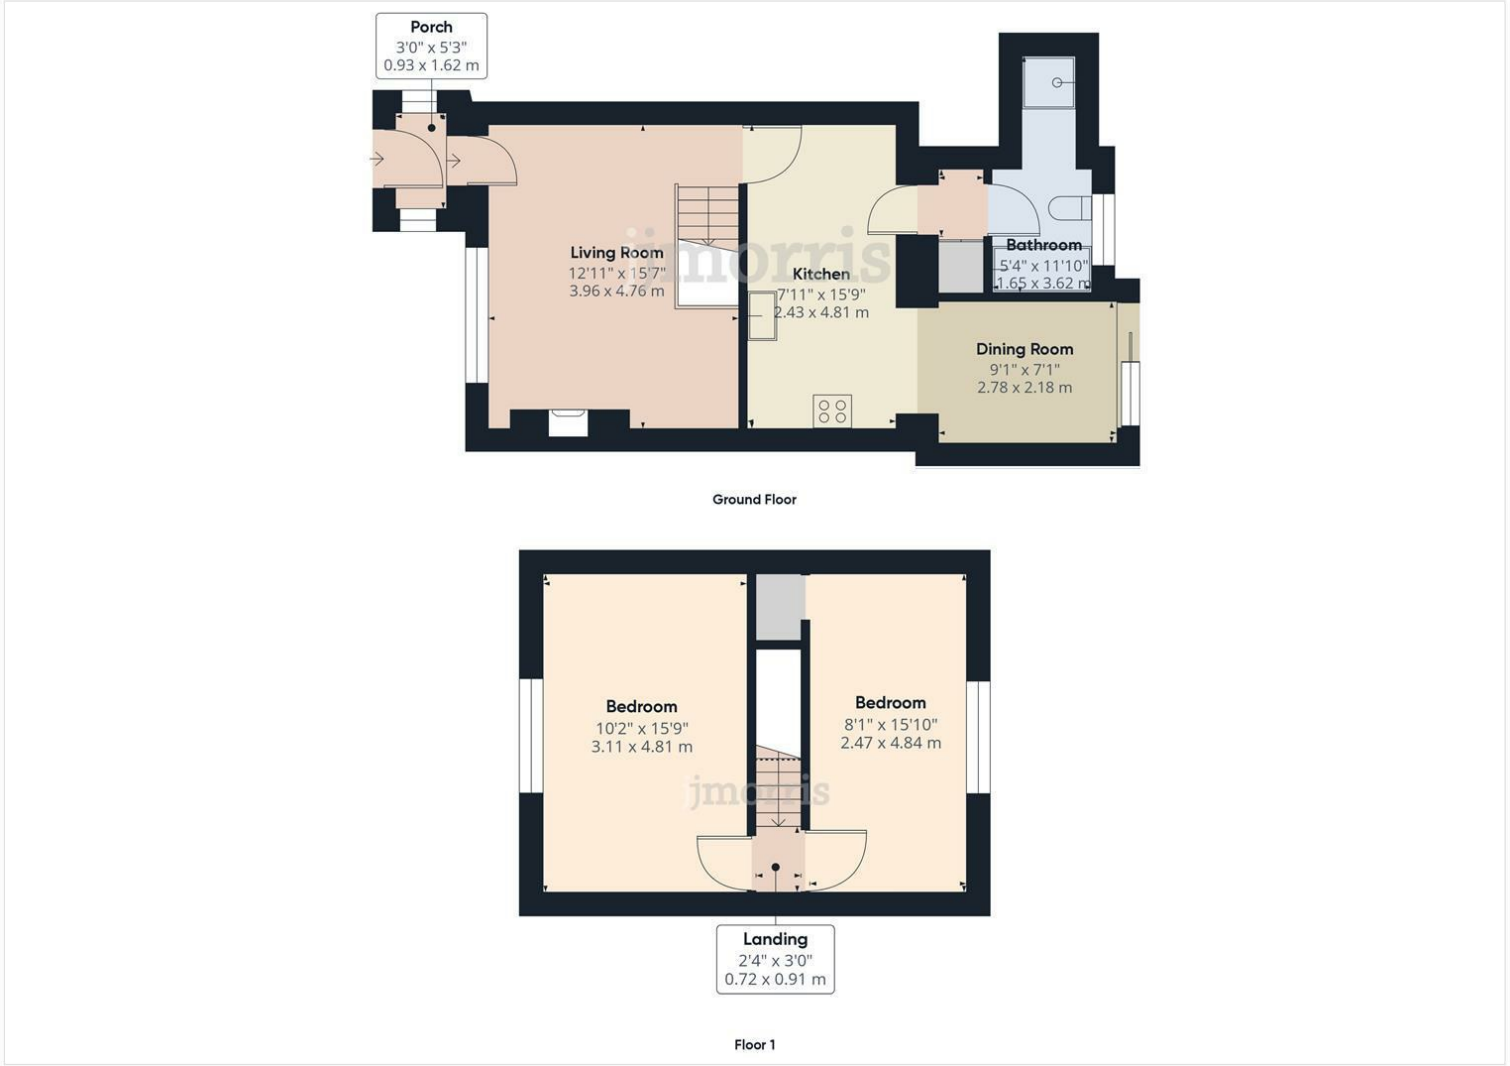 Porch
3'0" x 5'3"
0.93 x 1.62 m
Living Room
12'11" x 15'7"
3.96 x 4.76 m
jjmorris
Kitchen
7'11" x 15'9"
2.43 x 4.81 m
Bathroom
5'4" x 11'10"
1.65 x 3.62 m
Dining Room
9'1" x 7'1"
2.78 x 2.18 m
Ground Floor
Bedroom
10'2" x 15'9"
3.11 x 4.81 m
Bedroom
8'1" x 15'10"
2.47 x 4.84 m
jjmorris
Landing
2'4" x 3'0"
0.72 x 0.91 m
Floor 1